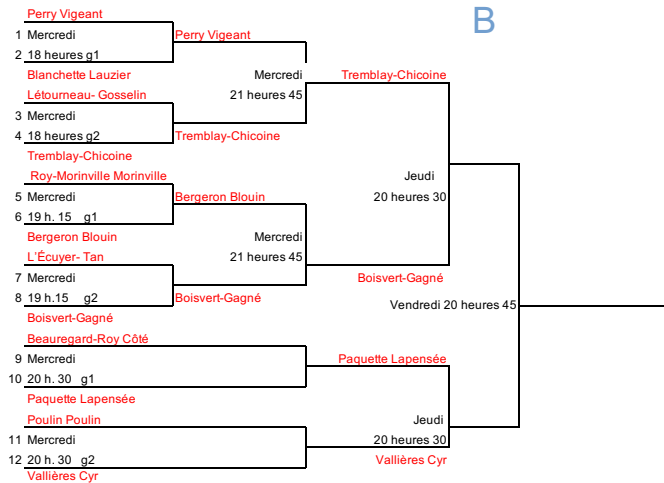 B
Perry Vigeant
1 Mercredi
Perry Vigeant
2 18 heures g1
Blanchette Lauzier
Mercredi
Tremblay-Chicoine
Létourneau- Gosselin
21 heures 45
3 Mercredi
4 18 heures g2
Tremblay-Chicoine
Tremblay-Chicoine
Roy-Morinville Morinville
Jeudi
5 Mercredi
Bergeron Blouin
20 heures 30
6 19 h. 15 g1
Bergeron Blouin
Mercredi
L'Écuyer- Tan
21 heures 45
7 Mercredi
Boisvert-Gagné
8 19 h.15 g2
Boisvert-Gagné
Vendredi 20 heures 45
Boisvert-Gagné
Beauregard-Roy Côté
9 Mercredi
Paquette Lapensée
10 20 h. 30 g1
Paquette Lapensée
Poulin Poulin
Jeudi
11 Mercredi
20 heures 30
12 20 h. 30 g2
Vallières Cyr
Vallières Cyr